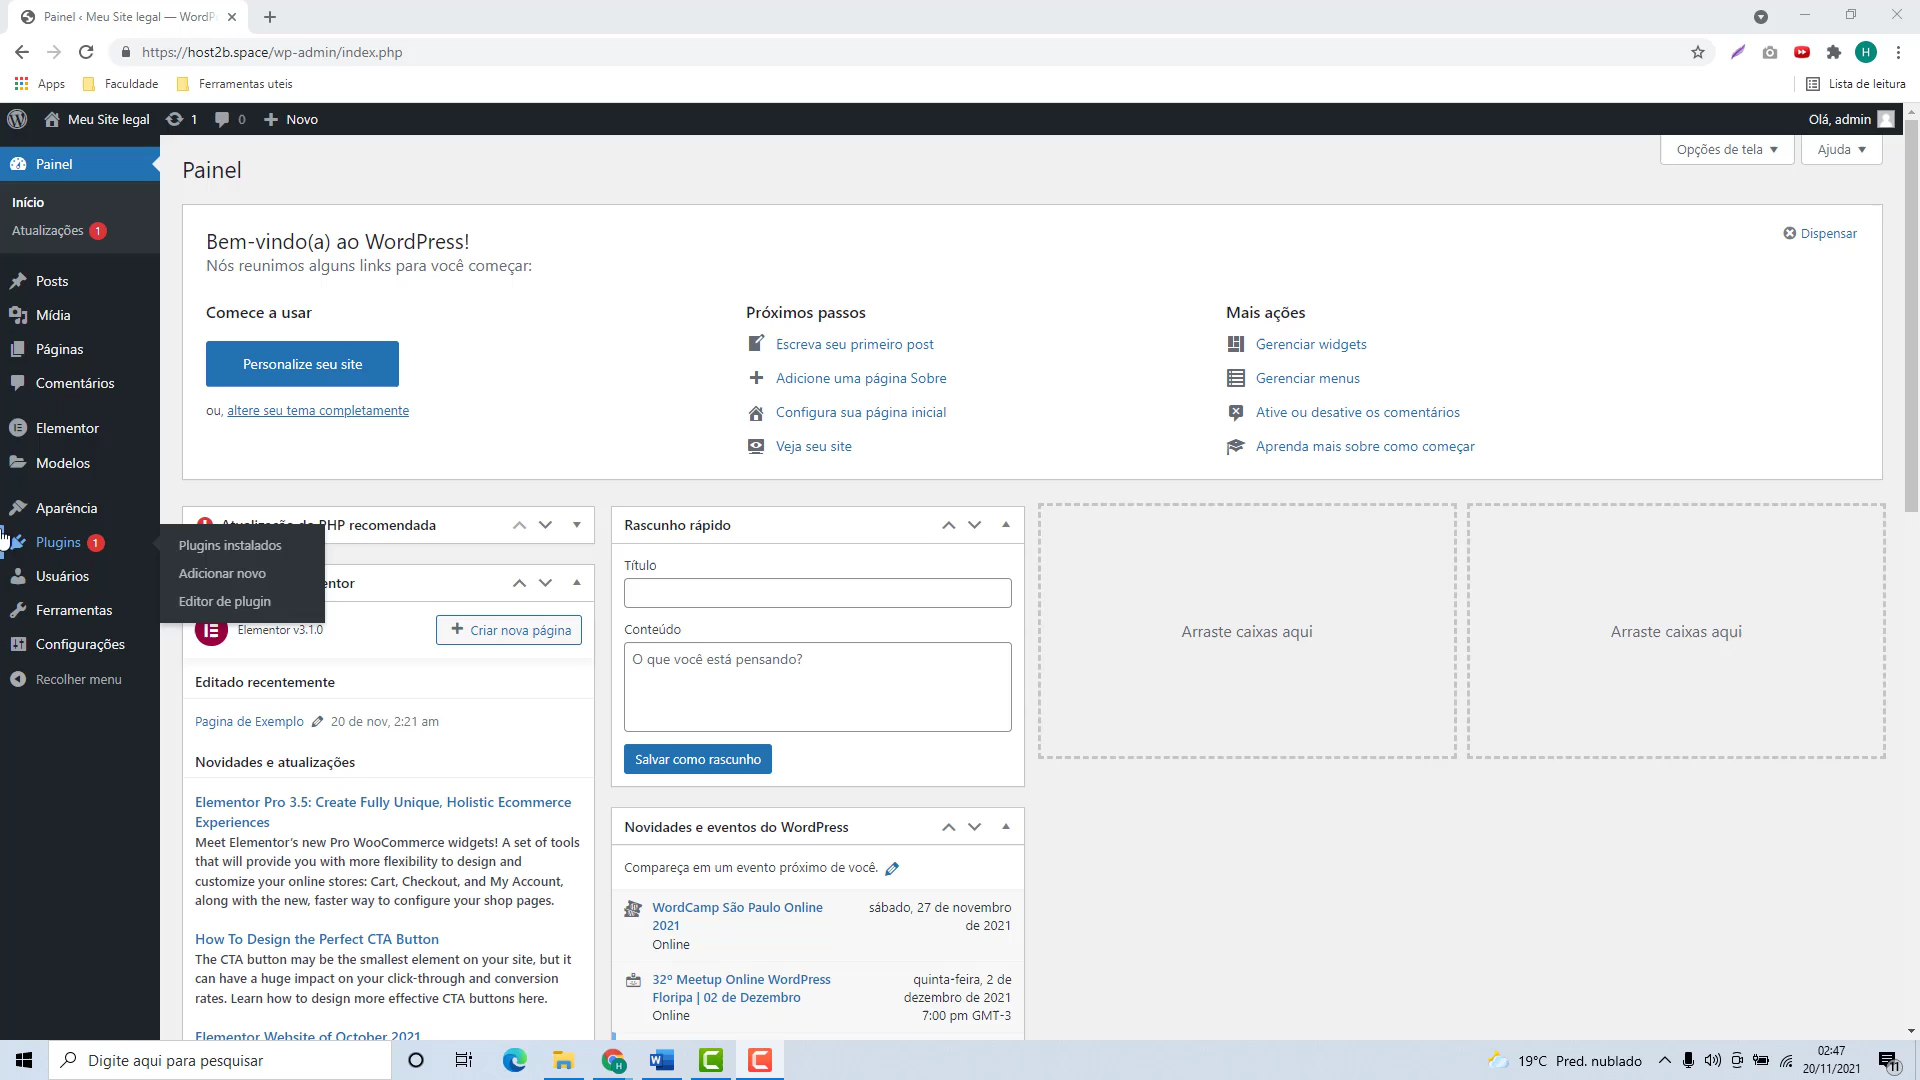 Painel ‹ Meu Site legal — WordP
https://host2b.space/wp-admin/index.php
H
Apps
Faculdade
Ferramentas uteis
Lista de leitura
Meu Site legal
1
0
Novo
Olá, admin
Painel
Início
Atualizações 1
Posts
Mídia
Páginas
Comentários
Elementor
Modelos
Aparência
Plugins 1
Usuários
Ferramentas
Configurações
Recolher menu
Plugins instalados
Adicionar novo
Editor de plugin
Painel
Opções de tela
Ajuda
Bem-vindo(a) ao WordPress!
Nós reunimos alguns links para você começar:
Dispensar
Comece a usar
Personalize seu site
ou, altere seu tema completamente
Próximos passos
Escreva seu primeiro post
Adicione uma página Sobre
Configura sua página inicial
Veja seu site
Mais ações
Gerenciar widgets
Gerenciar menus
Ative ou desative os comentários
Aprenda mais sobre como começar
PHP recomendada
entor
Elementor v3.1.0
Criar nova página
Editado recentemente
Pagina de Exemplo 20 de nov, 2:21 am
Novidades e atualizações
Elementor Pro 3.5: Create Fully Unique, Holistic Ecommerce
Experiences
Meet Elementor's new Pro WooCommerce widgets! A set of tools
that will provide you with more flexibility to design and
customize your online stores: Cart, Checkout, and My Account,
along with the new, faster way to configure your shop pages.
How To Design the Perfect CTA Button
The CTA button may be the smallest element on your site, but it
can have a huge impact on your click-through and conversion
rates. Learn how to design more effective CTA buttons here.
Elementor Website of October 2021
Rascunho rápido
Título
Conteúdo
O que você está pensando?
Salvar como rascunho
Novidades e eventos do WordPress
Compareça em um evento próximo de você.
WordCamp São Paulo Online
2021
Online
sábado, 27 de novembro
de 2021
32º Meetup Online WordPress
Floripa | 02 de Dezembro
Online
quinta-feira, 2 de
dezembro de 2021
7:00 pm GMT-3
Arraste caixas aqui
Arraste caixas aqui
Digite aqui para pesquisar
19°C Pred. nublado
02:47
20/11/2021
11